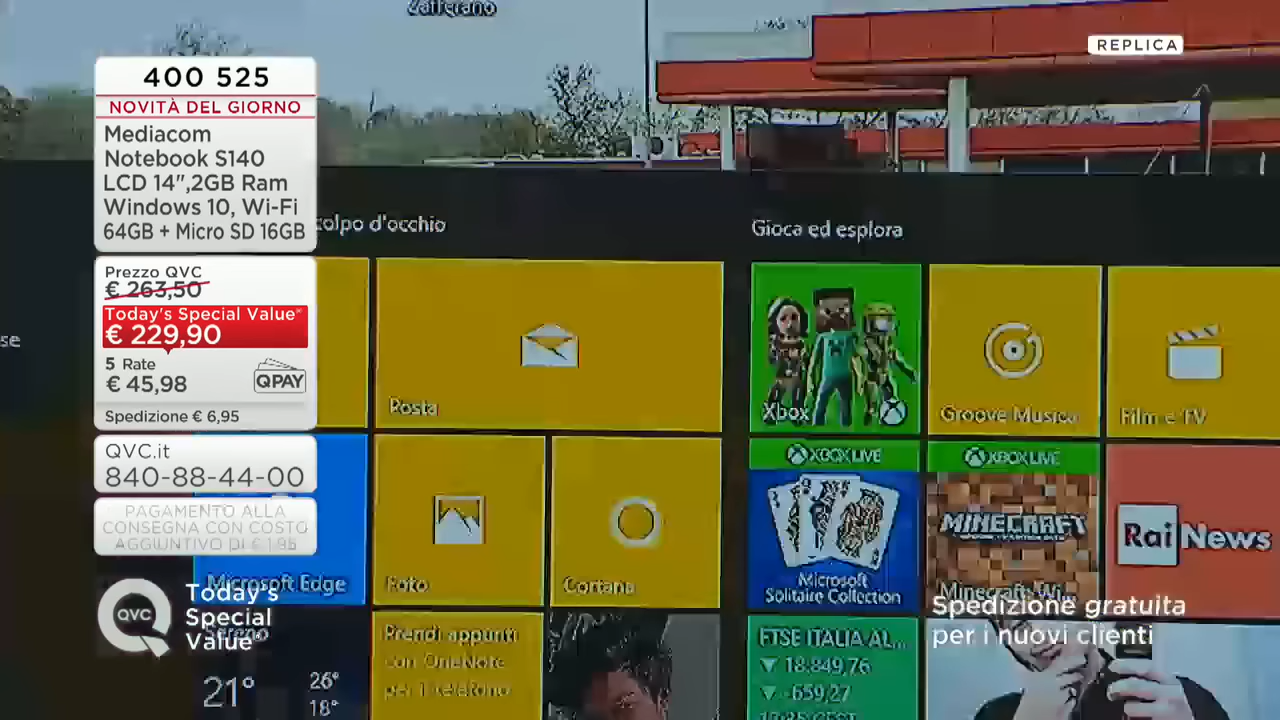 Zafferano
REPLICA
400 525
NOVITÀ DEL GIORNO
Mediacom
Notebook S140
LCD 14",2GB Ram
Windows 10, Wi-Fi
64GB + Micro SD 16GB
Prezzo QVC
€ 263,50
Today's Special Value®
€ 229,90
5 Rate
€ 45,98
QPAY
Spedizione € 6,95
QVC.it
840-88-44-00
PAGAMENTO ALLA
CONSEGNA CON COSTO
AGGIUNTIVO DI € 1,95
QVC
Today's
Special
Value®
colpo d'occhio
Gioca ed esplora
se
Posta
Xbox
Groove Musica
Film e TV
Microsoft Edge
Foto
Cortana
XBOX LIVE
Microsoft
Solitaire Collection
XBOX LIVE
MINECRAFT
Minecraft: Wi...
Rai News
Spedizione gratuita
per i nuovi clienti
Sereno
21°
26°
18°
Prendi appunti
con OneNote
per il telefono
FTSE ITALIA AL...
▼ 18.849,76
▼ -659,27